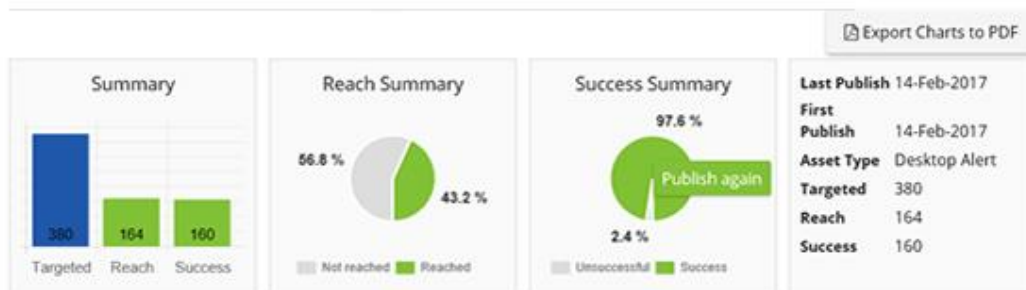 Export Charts to PDF
Summary
380
164
160
Targeted Reach Success
Reach Summary
56.8 %
43.2 %
Not reached Reached
Success Summary
97.6 %
Publish again
2.4 %
Unsuccessful Success
Last Publish 14-Feb-2017
First
Publish 14-Feb-2017
Asset Type Desktop Alert
Targeted 380
Reach 164
Success 160